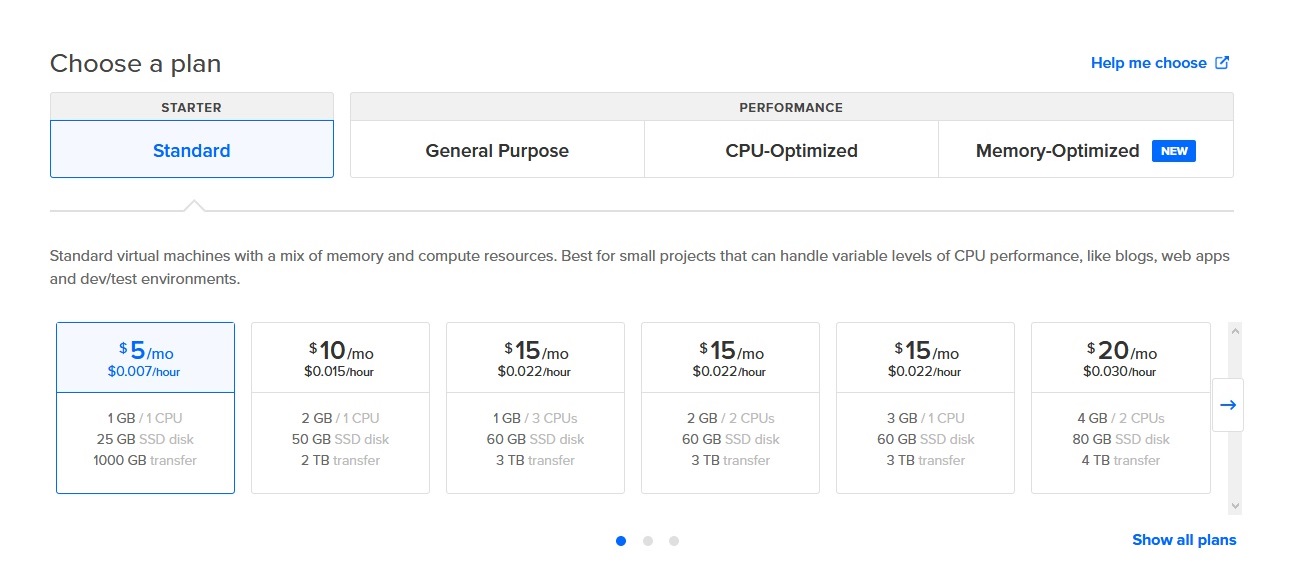 Choose a plan
Help me choose
STARTER
PERFORMANCE
Standard
General Purpose
CPU-Optimized
Memory-Optimized NEW
Standard virtual machines with a mix of memory and compute resources. Best for small projects that can handle variable levels of CPU performance, like blogs, web apps
and dev/test environments.
$5/mo
$0.007/hour
1 GB / 1 CPU
25 GB SSD disk
1000 GB transfer
$10/mo
$0.015/hour
2 GB / 1 CPU
50 GB SSD disk
2 TB transfer
$15/mo
$0.022/hour
1 GB / 3 CPUs
60 GB SSD disk
3 TB transfer
$15/mo
$0.022/hour
2 GB / 2 CPUs
60 GB SSD disk
3 TB transfer
$15/mo
$0.022/hour
3 GB / 1 CPU
60 GB SSD disk
3 TB transfer
$20/mo
$0.030/hour
4 GB / 2 CPUs
80 GB SSD disk
4 TB transfer
Show all plans